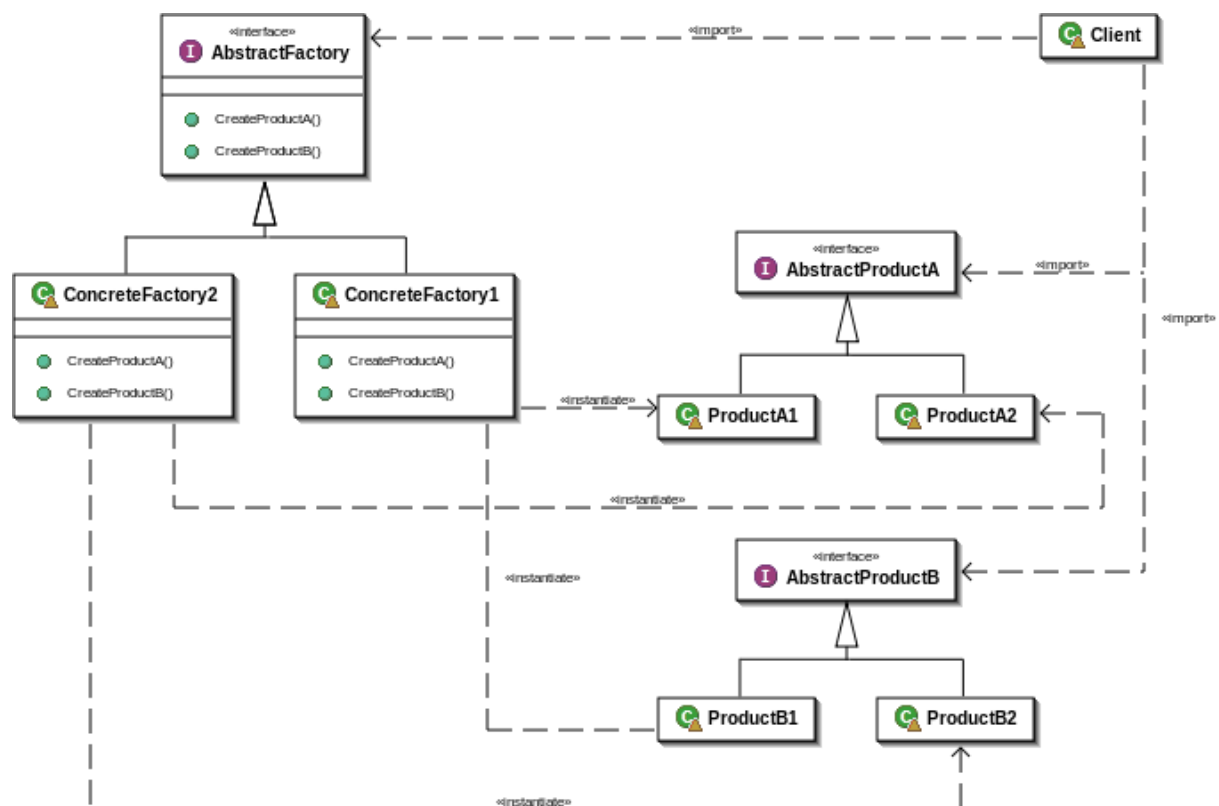 «interface»
I AbstractFactory
CreateProductA()
CreateProductB()
«import»
C Client
C ConcreteFactory2
CreateProductA()
CreateProductB()
C ConcreteFactory1
CreateProductA()
CreateProductB()
«interface»
I AbstractProductA
«import»
«import»
«instantiate»
C ProductA1
C ProductA2
«instantiate»
«interface»
I AbstractProductB
«instantiate»
C ProductB1
C ProductB2
«instantiate»